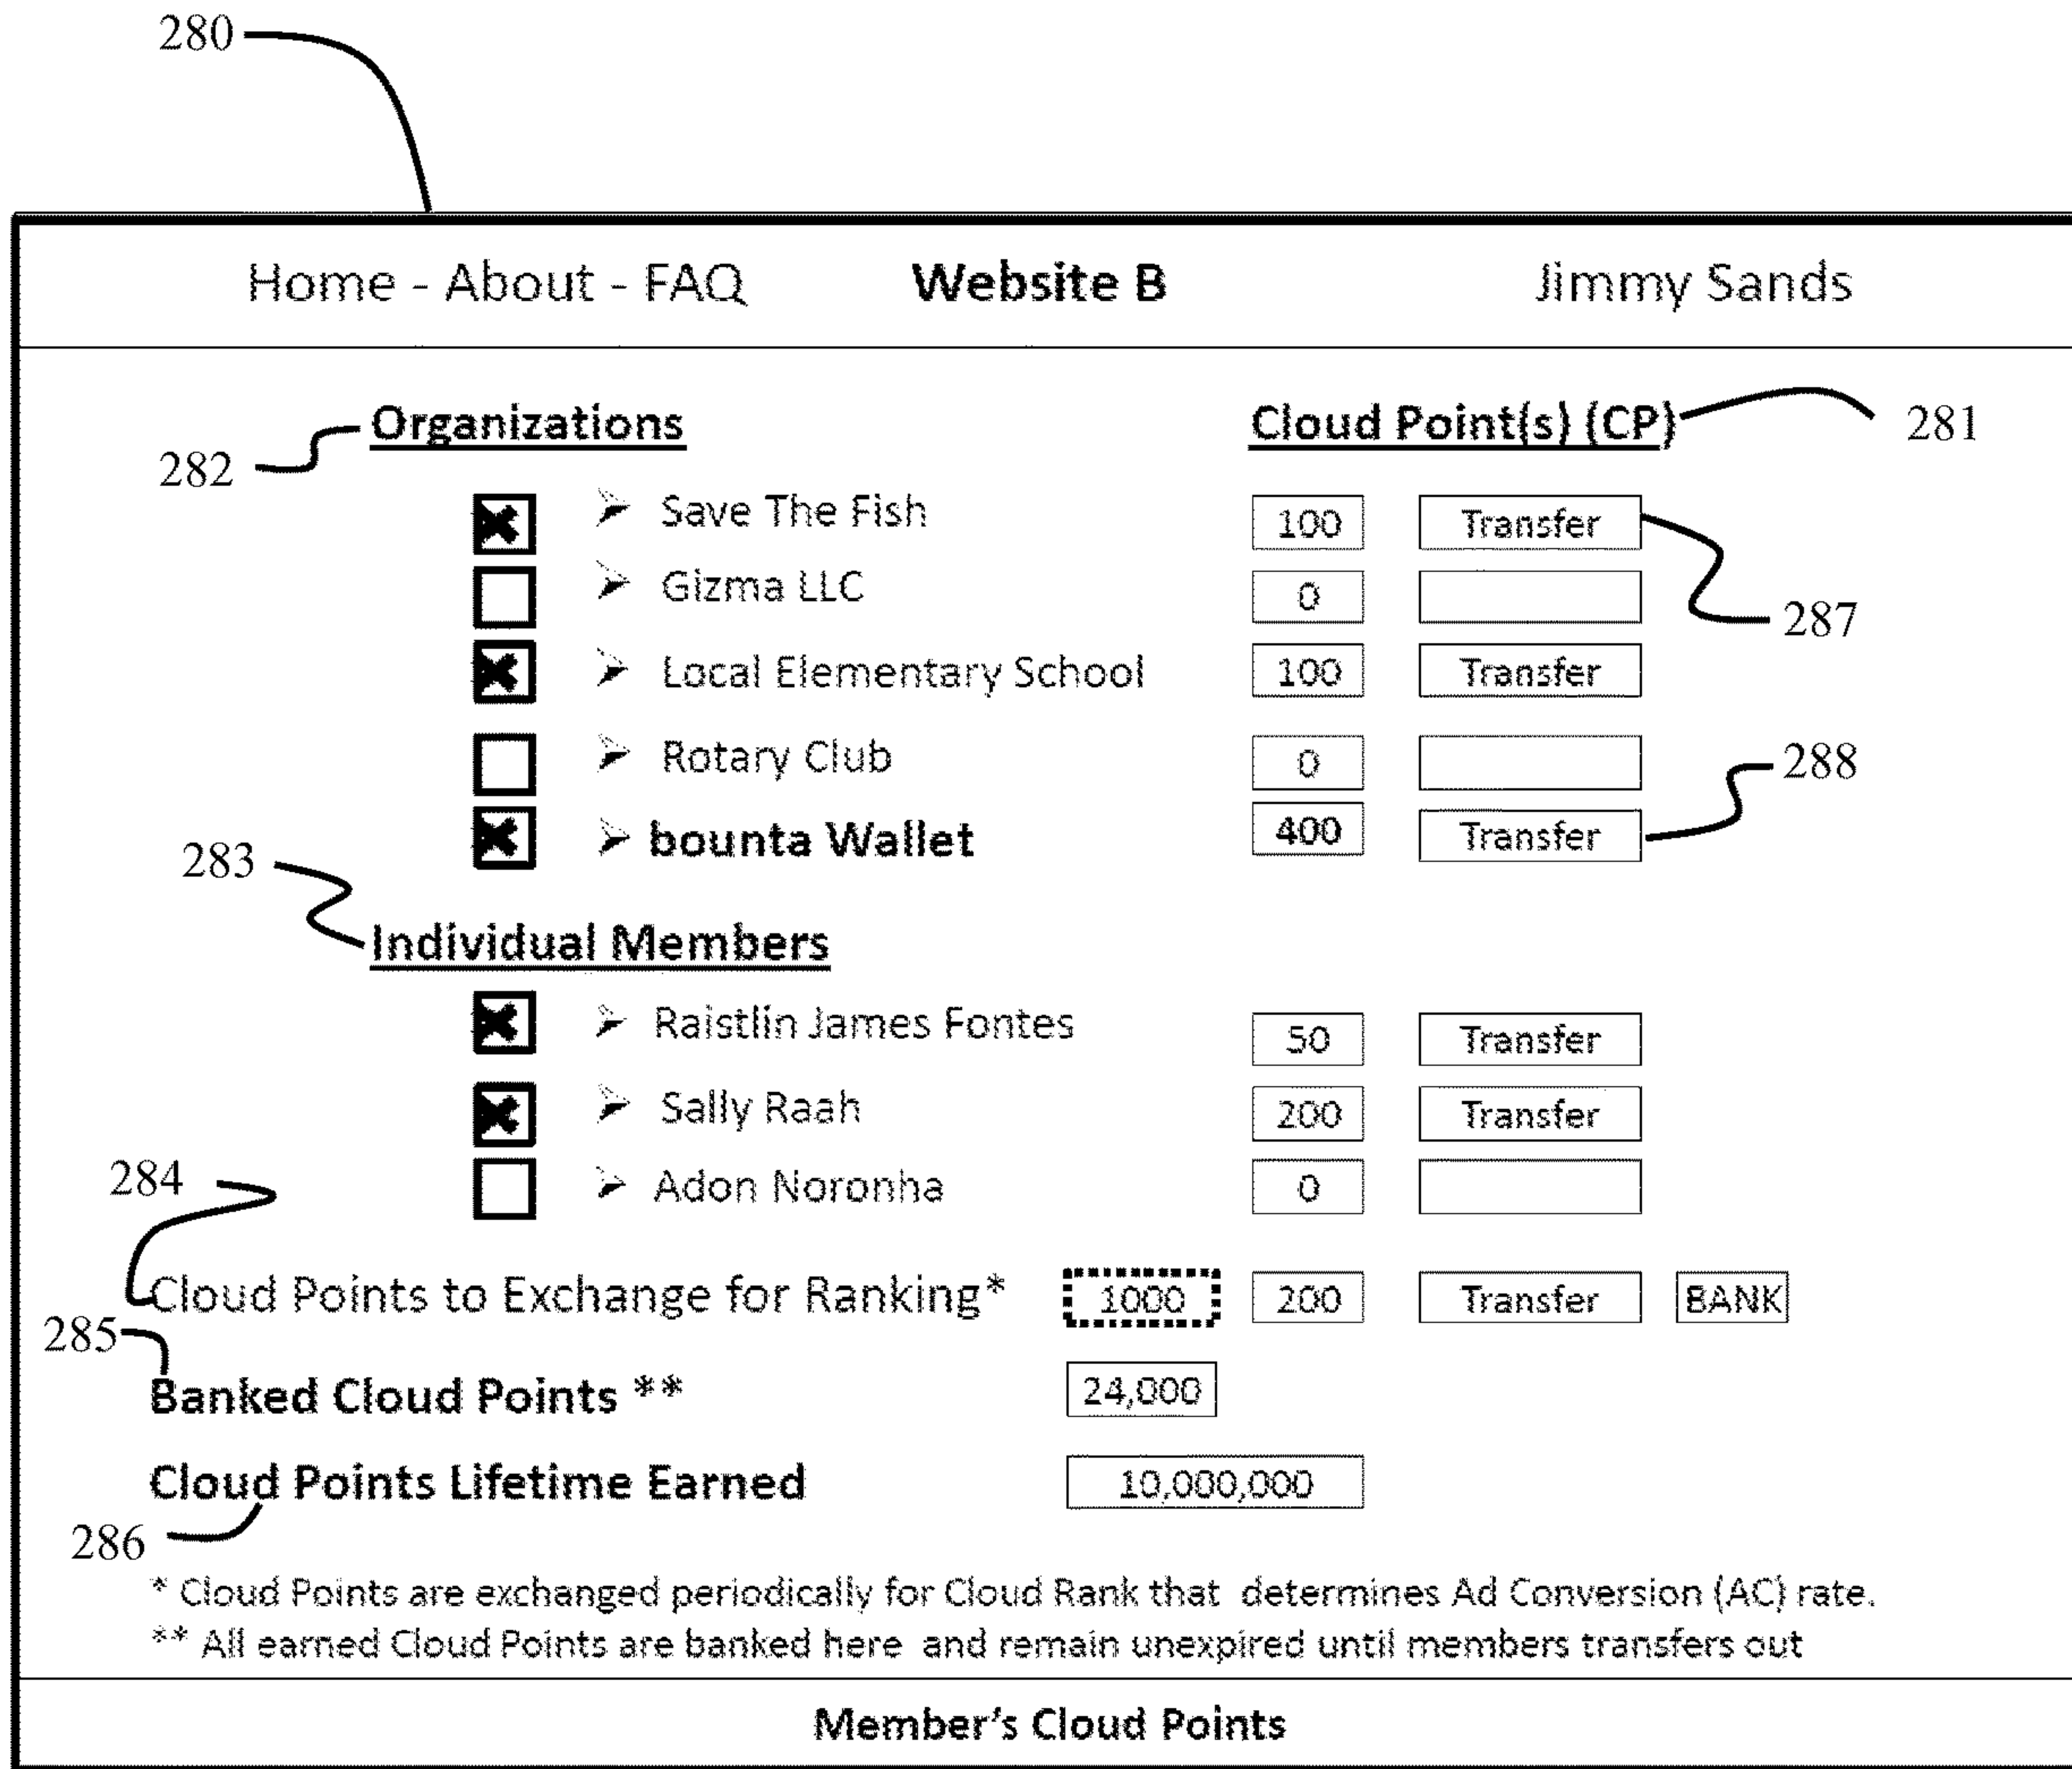 280
Home - About - FAQ Website B Jimmy Sands
Organizations Cloud Point(s) (CP) 281
282
Save The Fish 100 Transfer
Gizma LLC 0
287
Local Elementary School 100 Transfer
Rotary Club 0 288
bounta Wallet 400 Transfer
283
Individual Members
Raistlin James Fontes 50 Transfer
Sally Raah 200 Transfer
284 Adon Noronha 0
Cloud Points to Exchange for Ranking* 1000 200 Transfer BANK
285
Banked Cloud Points ** 24,000
Cloud Points Lifetime Earned 10,000,000
286
* Cloud Points are exchanged periodically for Cloud Rank that determines Ad Conversion (AC) rate.
** All earned Cloud Points are banked here and remain unexpired until members transfers out
Member's Cloud Points